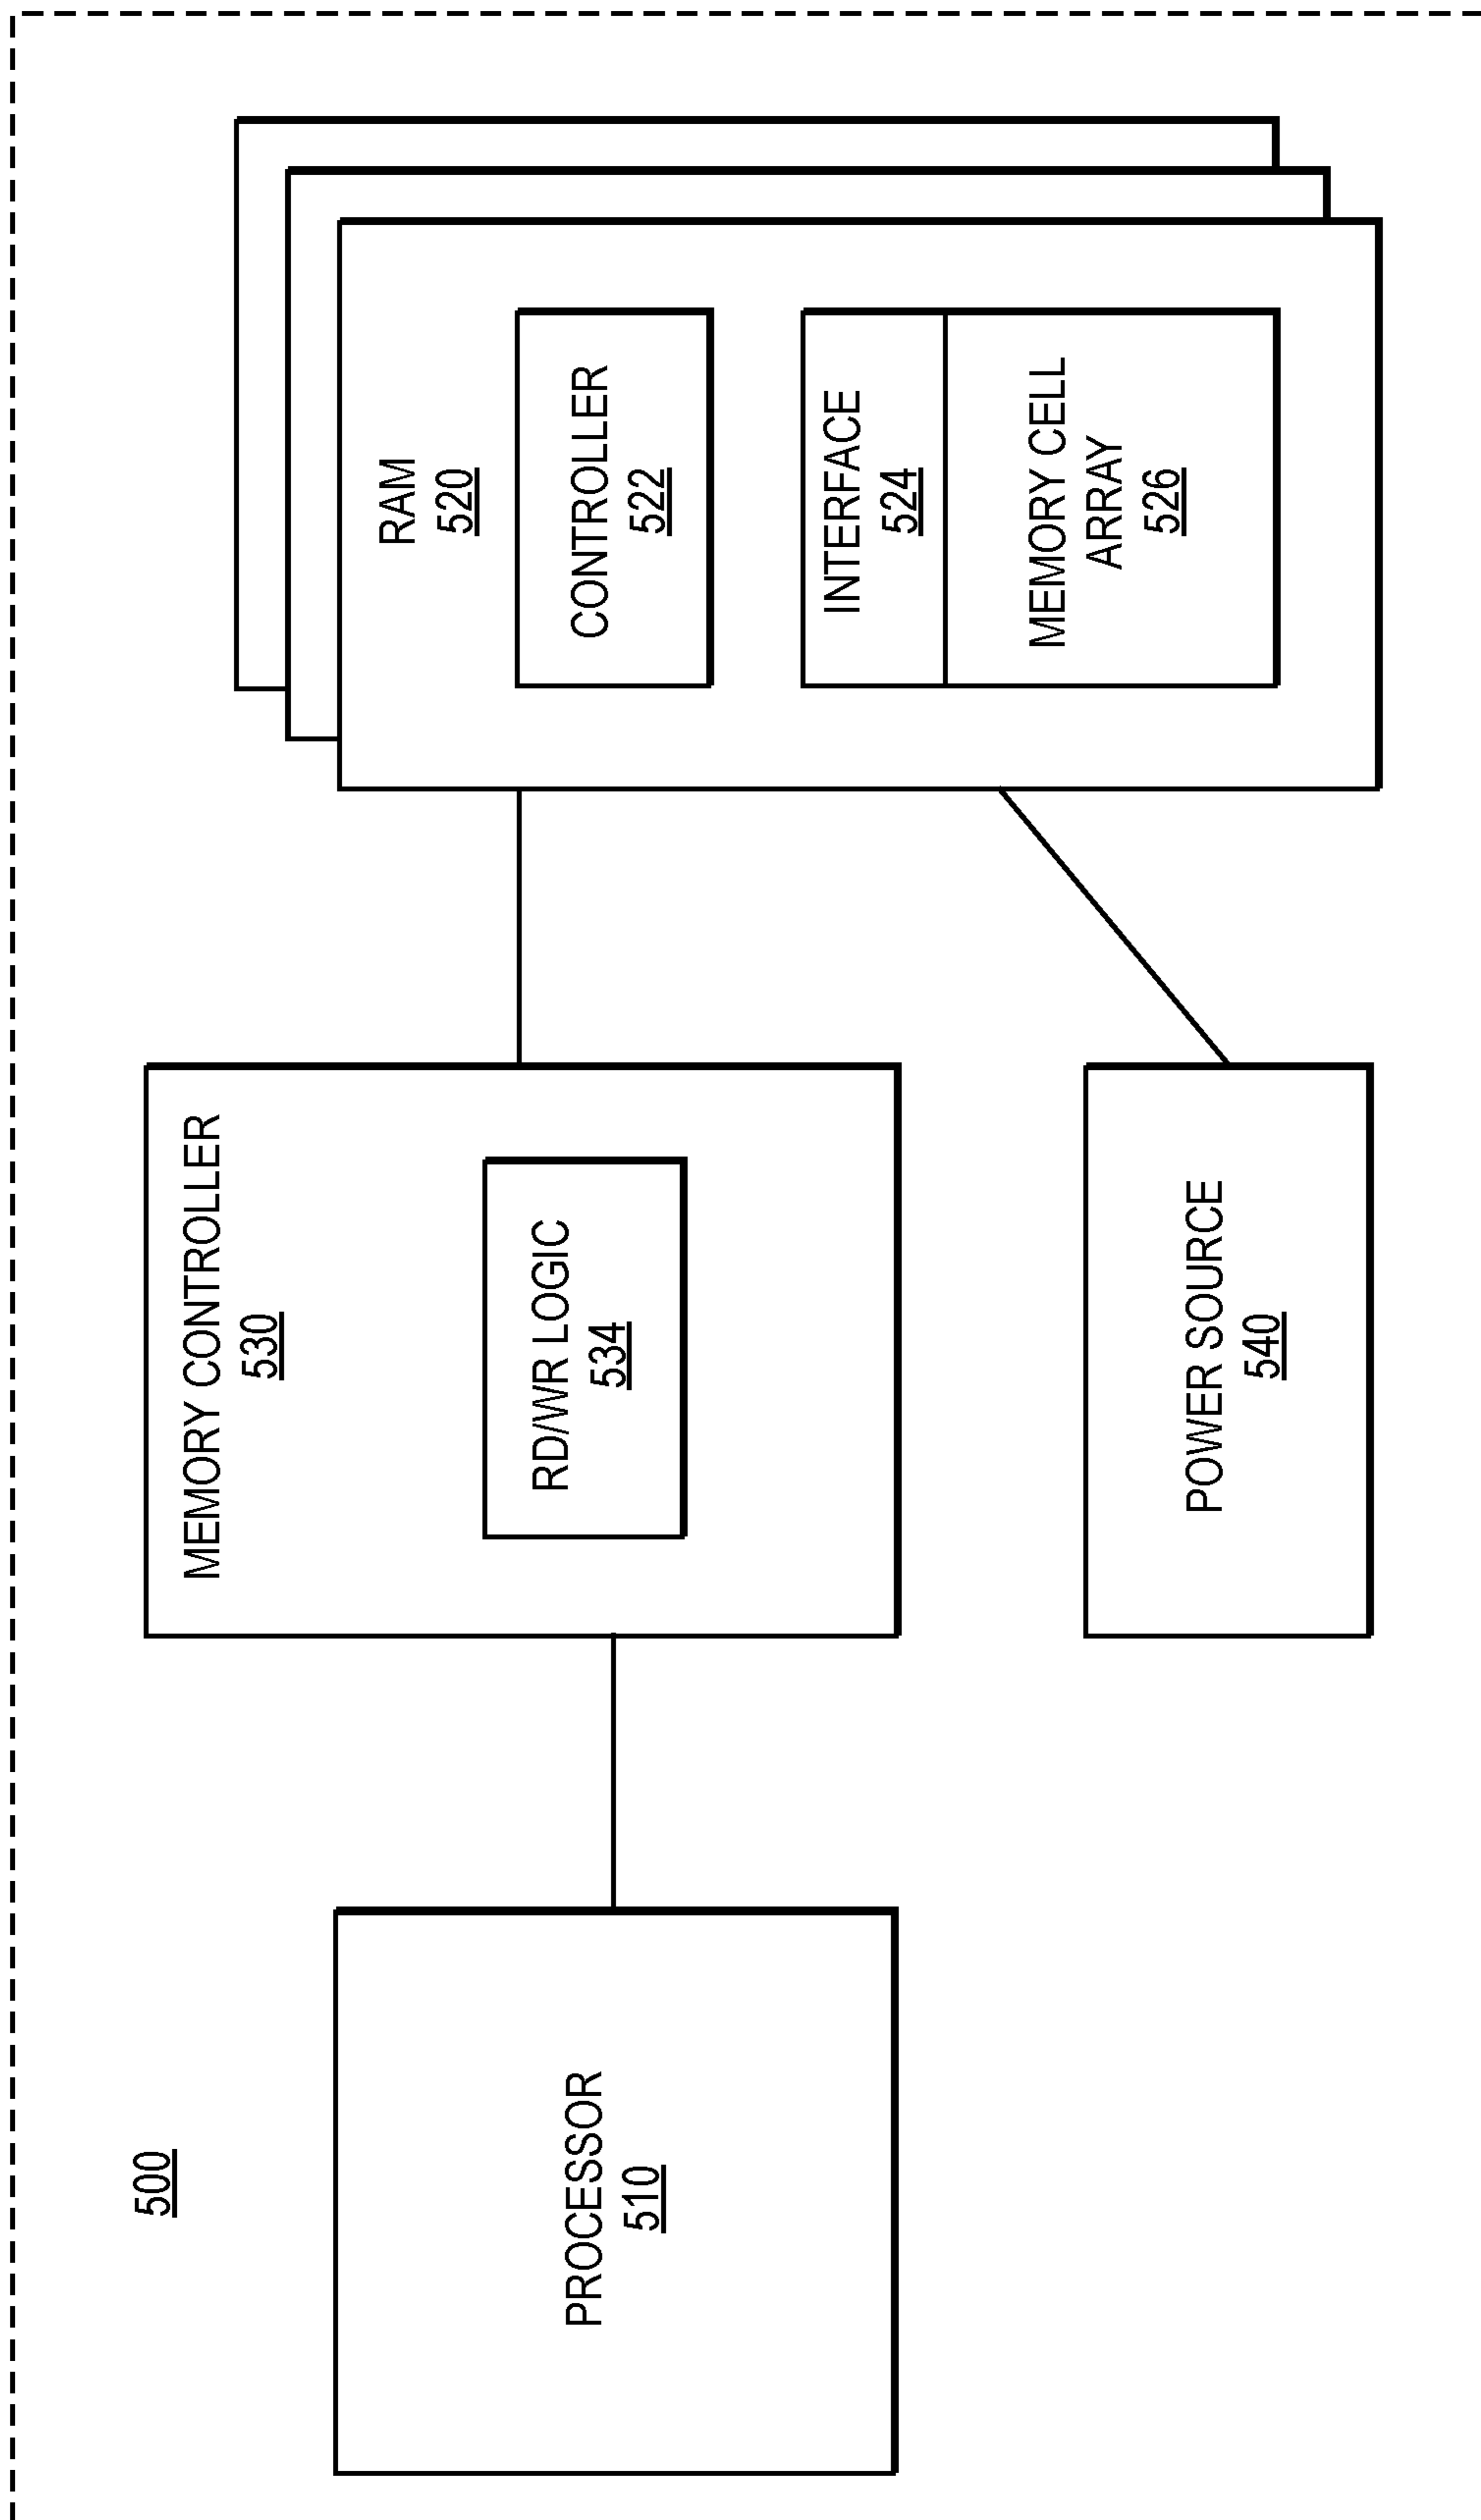 500
PROCESSOR
510
MEMORY CONTROLLER
530
RD/WR LOGIC
534
POWER SOURCE
540
RAM
520
CONTROLLER
522
INTERFACE
524
MEMORY CELL
ARRAY
526